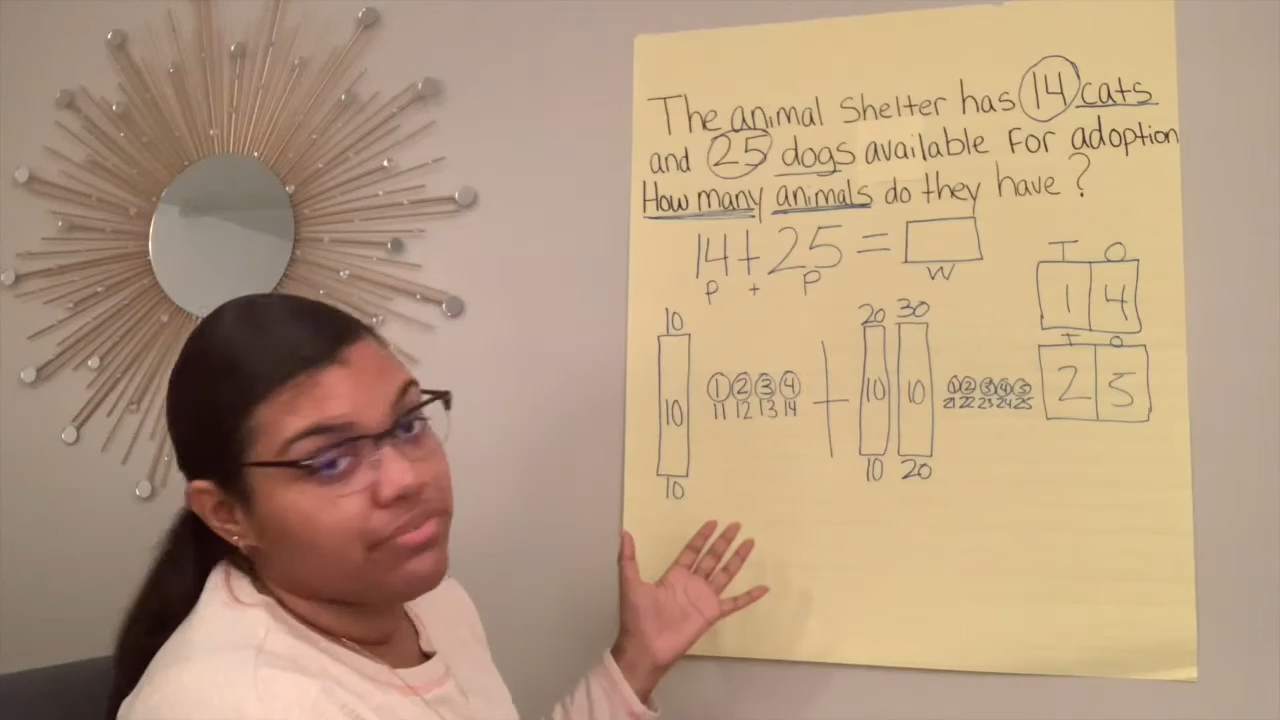 The animal shelter has 14 cats
and 25 dogs available for adoption
How many animals do they have?
14 + 25 =
P + P W
T O
1 4
T O
2 5
10 20 30
10 1 2 3 4 + 10 10 1 2 3 4 5
11 12 13 14 21 22 23 24 25
10 10 20